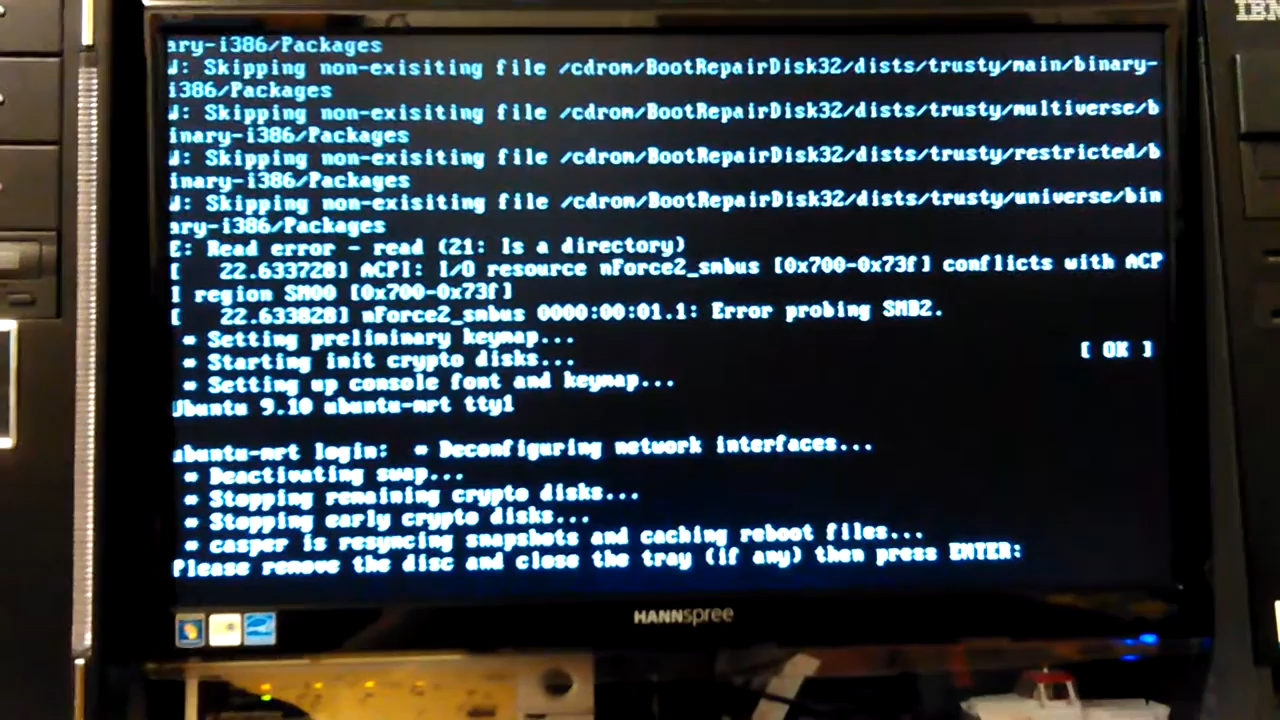 ary-i386/Packages
W: Skipping non-exisiting file /cdrom/BootRepairDisk32/dists/trusty/main/binary-
i386/Packages
W: Skipping non-exisiting file /cdrom/BootRepairDisk32/dists/trusty/multiverse/b
inary-i386/Packages
W: Skipping non-exisiting file /cdrom/BootRepairDisk32/dists/trusty/restricted/b
inary-i386/Packages
W: Skipping non-exisiting file /cdrom/BootRepairDisk32/dists/trusty/universe/bin
ary-i386/Packages
E: Read error - read (21: Is a directory)
[   22.633728] ACPI: I/O resource nForce2_smbus [0x700-0x73f] conflicts with ACP
I region SM00 [0x700-0x73f]
[   22.633828] nForce2_smbus 0000:00:01.1: Error probing SMB2.
* Setting preliminary keymap...
* Starting init crypto disks... [ OK ]
* Setting up console font and keymap...
Ubuntu 9.10 ubuntu-mrt tty1
ubuntu-mrt login:  * Deconfiguring network interfaces...
* Deactivating swap...
* Stopping remaining crypto disks...
* Stopping early crypto disks...
* casper is resyncing snapshots and caching reboot files...
Please remove the disc and close the tray (if any) then press ENTER:
HANNspree
IBM